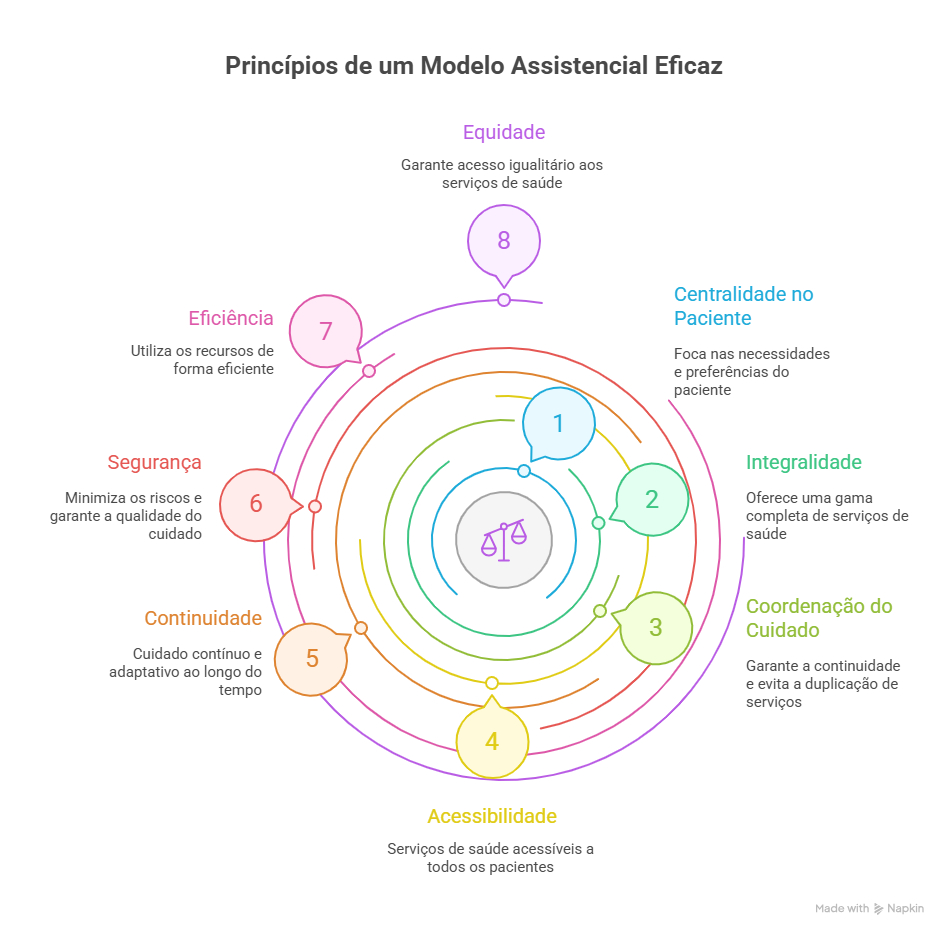 Princípios de um Modelo Assistencial Eficaz
Equidade
Garante acesso igualitário aos
serviços de saúde
8
Centralidade no
Paciente
Foca nas necessidades
e preferências do
paciente
1
Integralidade
Oferece uma gama
completa de serviços de
saúde
2
Coordenação do
Cuidado
Garante a continuidade
e evita a duplicação de
serviços
3
4
Acessibilidade
Serviços de saúde acessíveis a
todos os pacientes
Continuidade
Cuidado contínuo e
adaptativo ao longo do
tempo
5
Segurança
Minimiza os riscos e
garante a qualidade do
cuidado
6
Eficiência
Utiliza os recursos de
forma eficiente
7
Made with Napkin